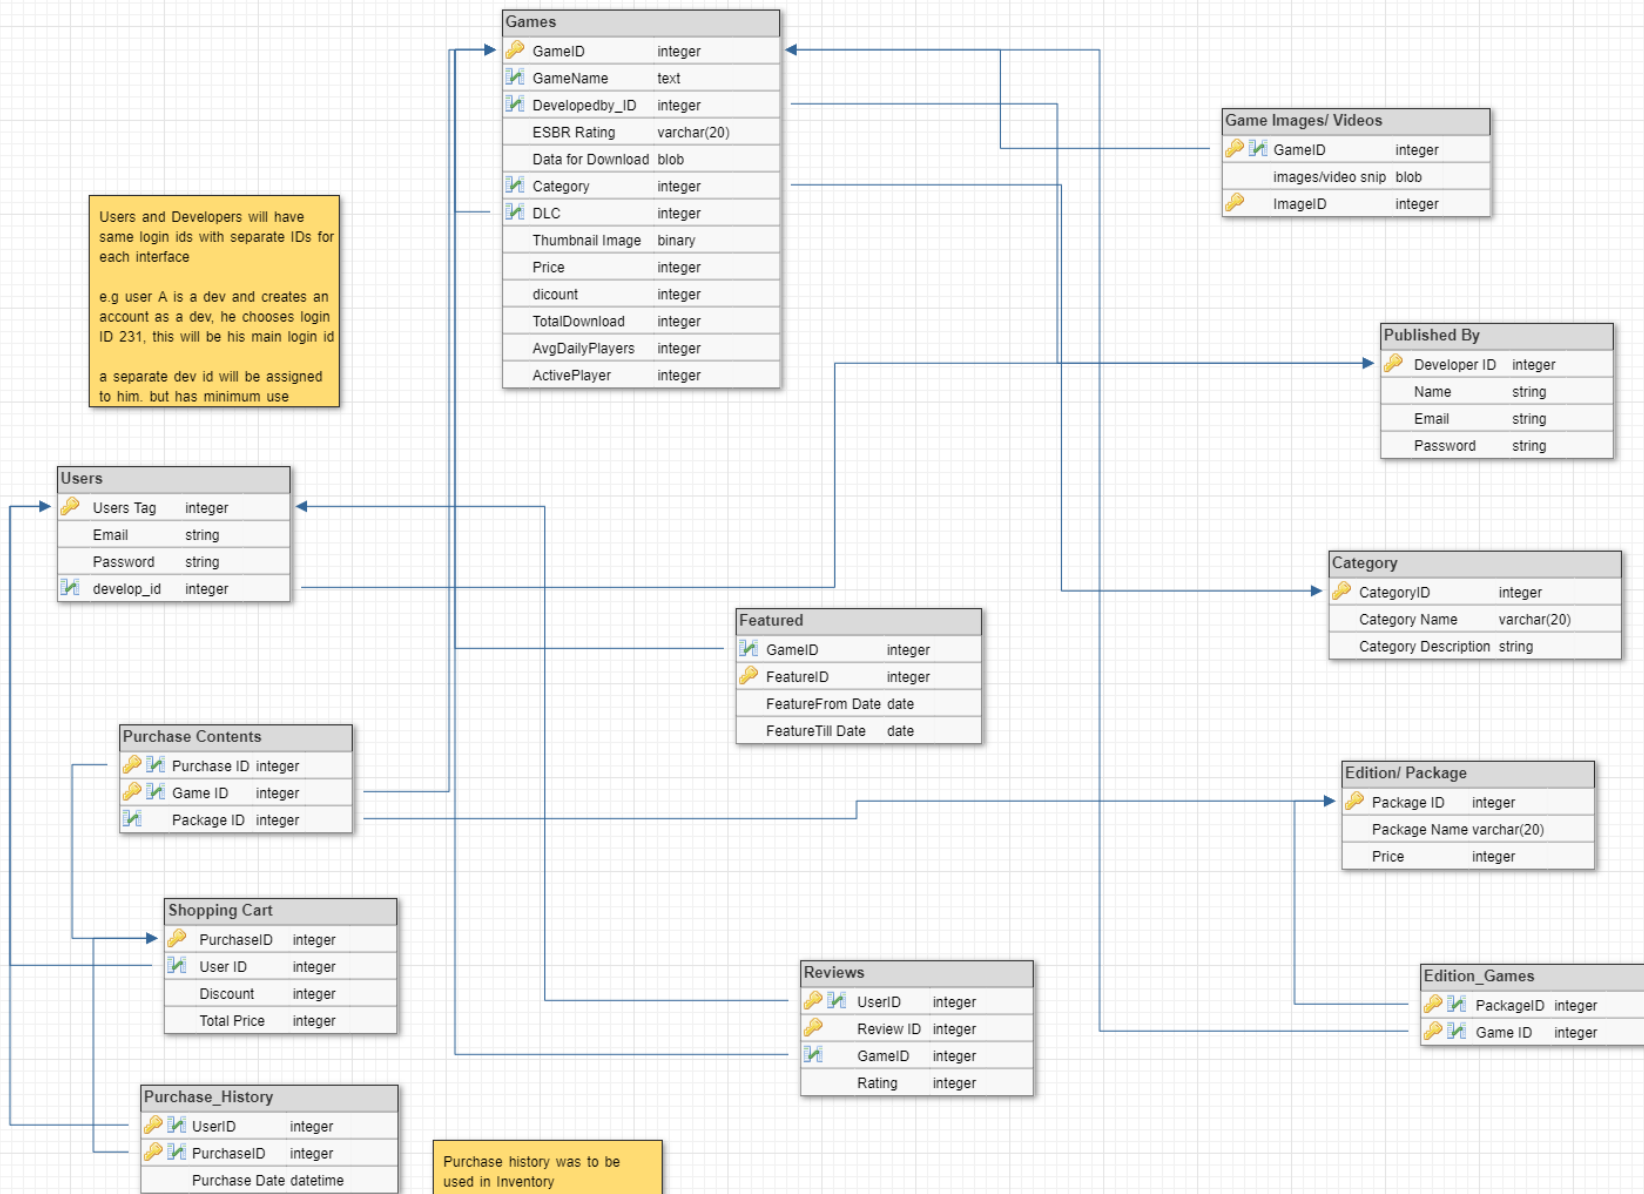 Games
GameID integer
GameName text
Developedby_ID integer
ESBR Rating varchar(20)
Data for Download blob
Category integer
DLC integer
Thumbnail Image binary
Price integer
dicount integer
TotalDownload integer
AvgDailyPlayers integer
ActivePlayer integer
Game Images/ Videos
GameID integer
images/video snip blob
ImageID integer
Users and Developers will have
same login ids with separate IDs for
each interface
e.g user A is a dev and creates an
account as a dev, he chooses login
ID 231, this will be his main login id
a separate dev id will be assigned
to him. but has minimum use
Published By
Developer ID integer
Name string
Email string
Password string
Users
Users Tag integer
Email string
Password string
develop_id integer
Category
CategoryID integer
Category Name varchar(20)
Category Description string
Featured
GameID integer
FeatureID integer
FeatureFrom Date date
FeatureTill Date date
Purchase Contents
Purchase ID integer
Game ID integer
Package ID integer
Edition/ Package
Package ID integer
Package Name varchar(20)
Price integer
Shopping Cart
PurchaseID integer
User ID integer
Discount integer
Total Price integer
Reviews
UserID integer
Review ID integer
GameID integer
Rating integer
Edition_Games
PackageID integer
Game ID integer
Purchase_History
UserID integer
PurchaseID integer
Purchase Date datetime
Purchase history was to be
used in Inventory